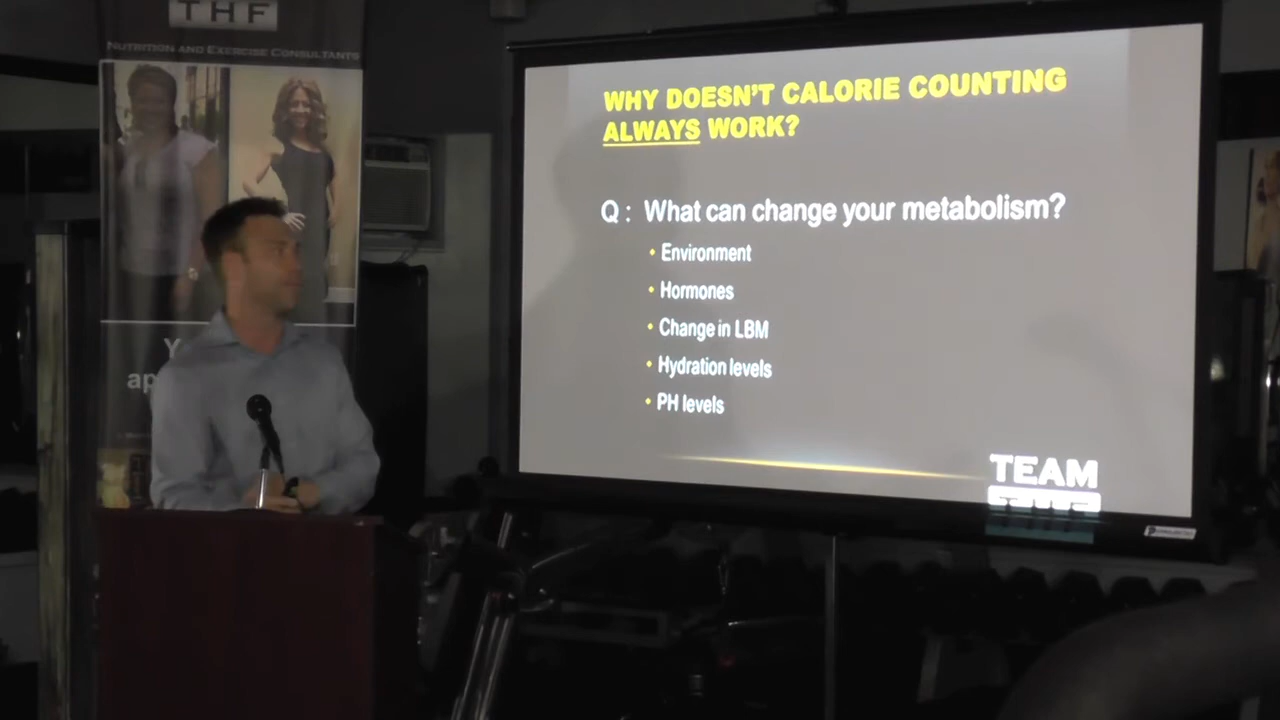 THF
NUTRITION AND EXERCISE CONSULTANTS
WHY DOESN'T CALORIE COUNTING
ALWAYS WORK?
Q : What can change your metabolism?
• Environment
• Hormones
• Change in LBM
• Hydration levels
• PH levels
TEAM